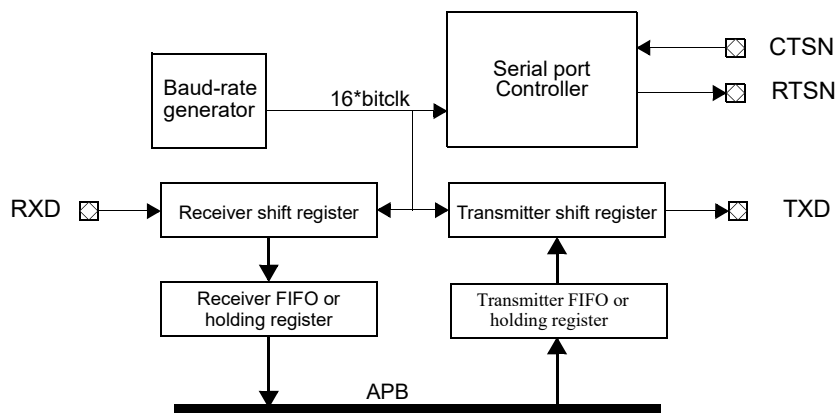 CTSN
Baud-rate
generator
16*bitclk
Serial port
Controller
RTSN
RXD
Receiver shift register
Transmitter shift register
TXD
Receiver FIFO or
holding register
Transmitter FIFO or
holding register
APB